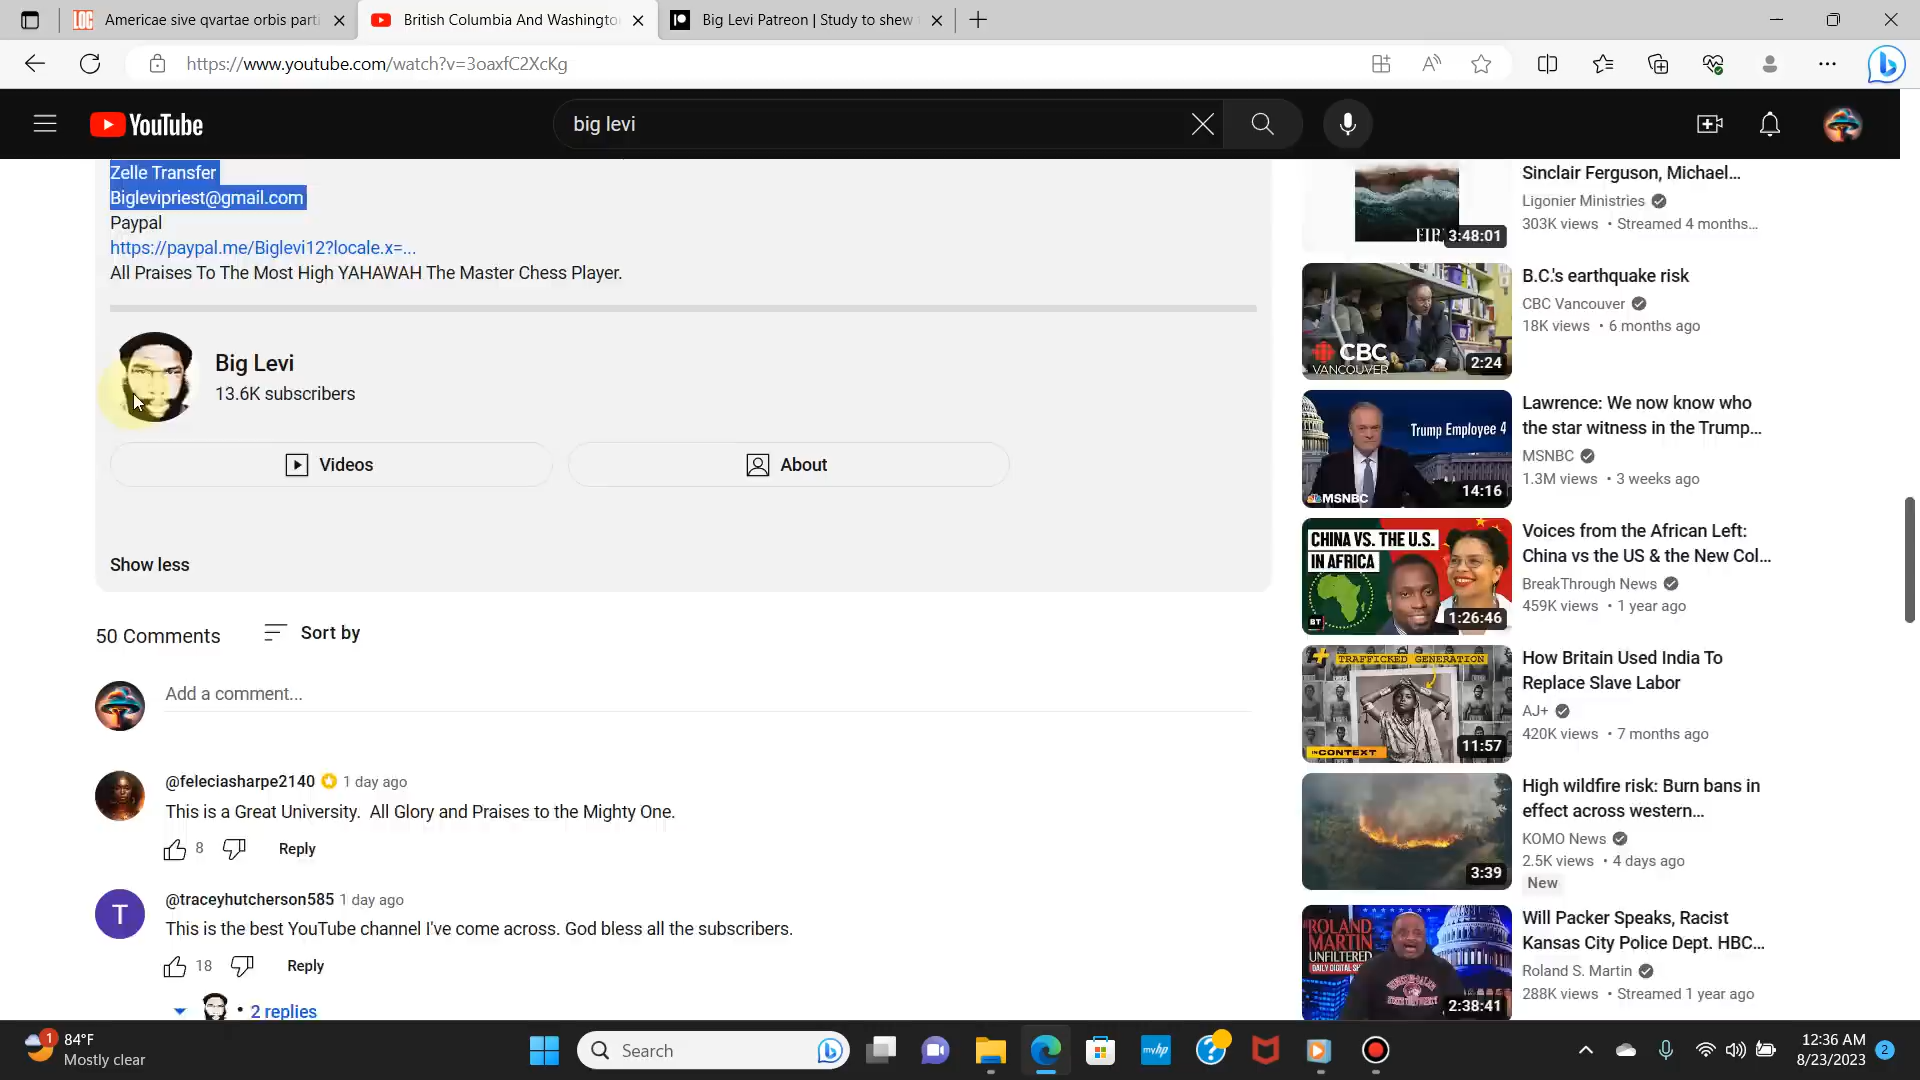 Americae sive qvartae orbis part
British Columbia And Washingto
Big Levi Patreon | Study to shew
https://www.youtube.com/watch?v=3oaxfC2XcKg
YouTube
big levi
Zelle Transfer
Biglevipriest@gmail.com
Paypal
https://paypal.me/Biglevi12?locale.x=...
All Praises To The Most High YAHAWAH The Master Chess Player.
Big Levi
13.6K subscribers
Videos
About
Show less
50 Comments
Sort by
Add a comment...
@feleciasharpe2140 1 day ago
This is a Great University. All Glory and Praises to the Mighty One.
8
Reply
T
@traceyhutcherson585 1 day ago
This is the best YouTube channel I've come across. God bless all the subscribers.
18
Reply
• 2 replies
3:48:01
Sinclair Ferguson, Michael...
Ligonier Ministries
303K views • Streamed 4 months...
CBC
VANCOUVER
2:24
B.C.'s earthquake risk
CBC Vancouver
18K views • 6 months ago
Trump Employee 4
MSNBC
14:16
Lawrence: We now know who
the star witness in the Trump...
MSNBC
1.3M views • 3 weeks ago
CHINA VS. THE U.S.
IN AFRICA
BT
1:26:46
Voices from the African Left:
China vs the US & the New Col...
BreakThrough News
459K views • 1 year ago
TRAFFICKED GENERATION
IN CONTEXT
11:57
How Britain Used India To
Replace Slave Labor
AJ+
420K views • 7 months ago
3:39
High wildfire risk: Burn bans in
effect across western...
KOMO News
2.5K views • 4 days ago
New
ROLAND
MARTIN
UNFILTERED
2:38:41
Will Packer Speaks, Racist
Kansas City Police Dept. HBC...
Roland S. Martin
288K views • Streamed 1 year ago
1
84°F
Mostly clear
Search
myhp
12:36 AM
8/23/2023
2